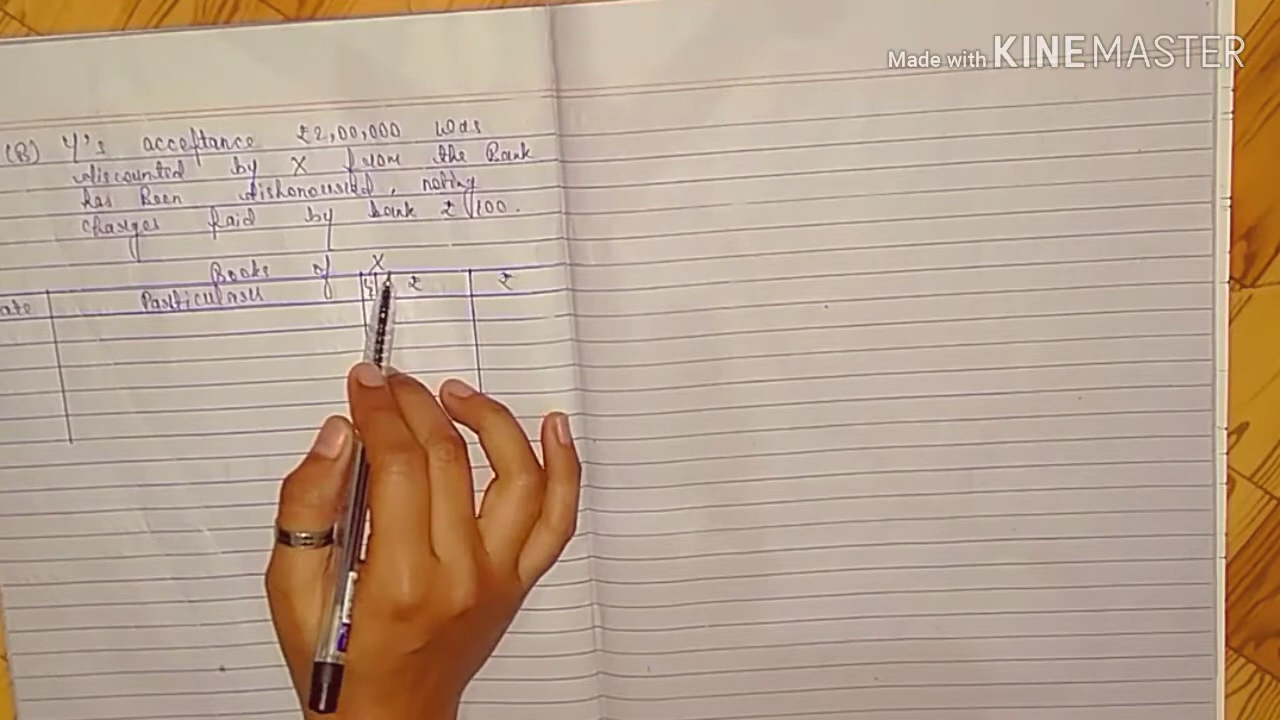 Made with KINEMASTER
(B) Y's acceptance ₹2,00,000 was
discounted by X from the Bank
has been dishonoured, noting
charges paid by bank ₹ 100.
Books of X
ate Particulars ₹ ₹